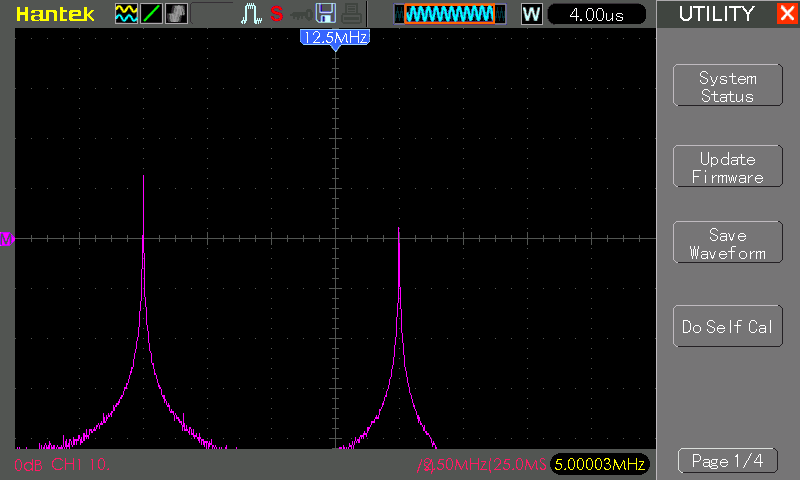 Hantek
S
W
4.00us
UTILITY
12.5MHz
System
Status
Update
Firmware
Save
Waveform
M
Do Self Cal
0dB CH1 10.
2.50MHz(25.0MS
5.00003MHz
Page 1/4